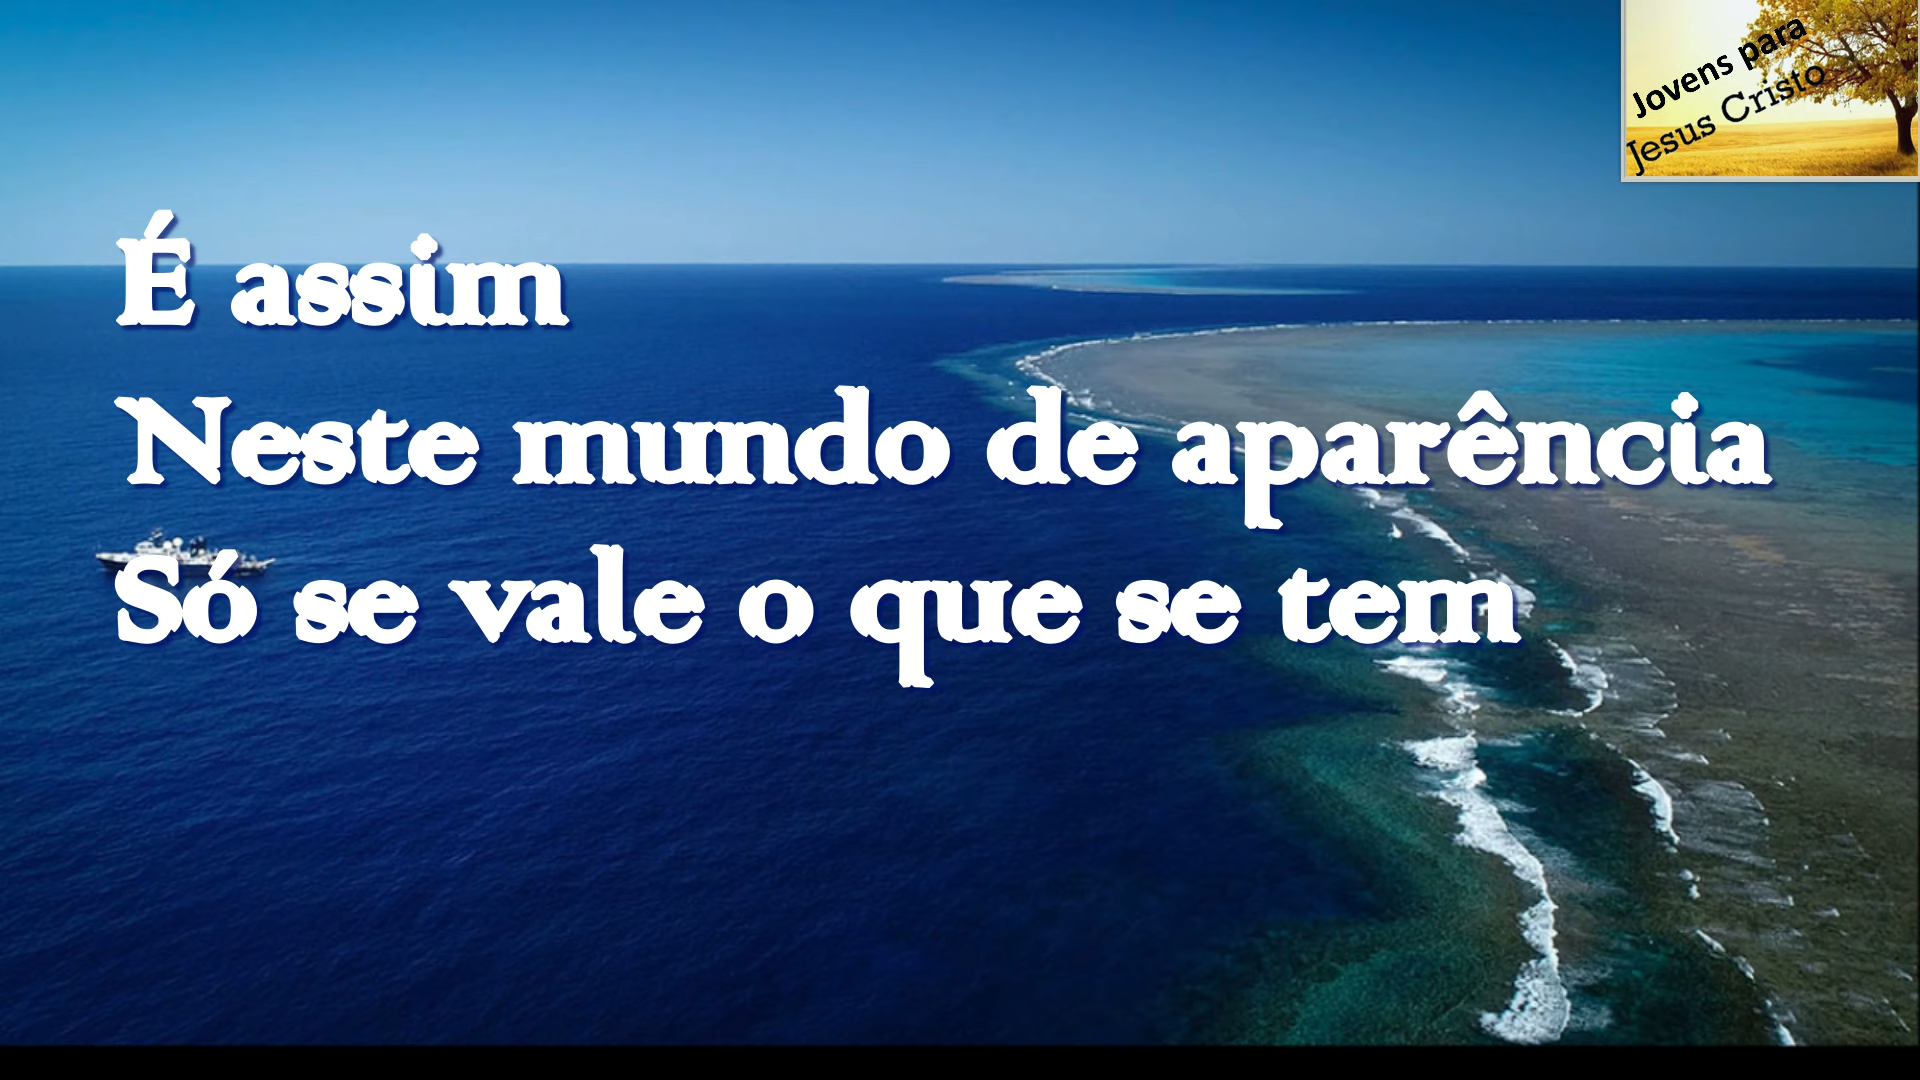 Jovens para
Jesus Cristo
É assim
Neste mundo de aparência
Só se vale o que se tem